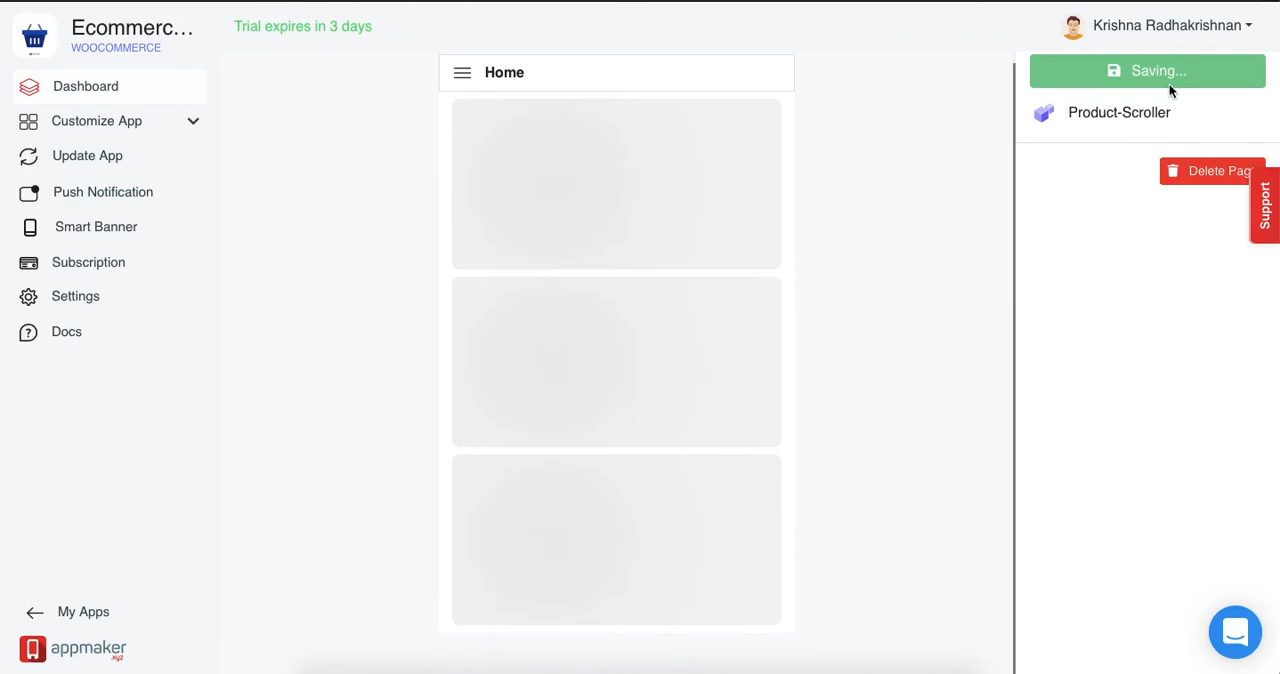 Ecommerc...
WOOCOMMERCE
Trial expires in 3 days
Krishna Radhakrishnan
Dashboard
Customize App
Update App
Push Notification
Smart Banner
Subscription
Settings
Docs
My Apps
appmaker
.xyz
Home
Saving...
Product-Scroller
Delete Pag
Support